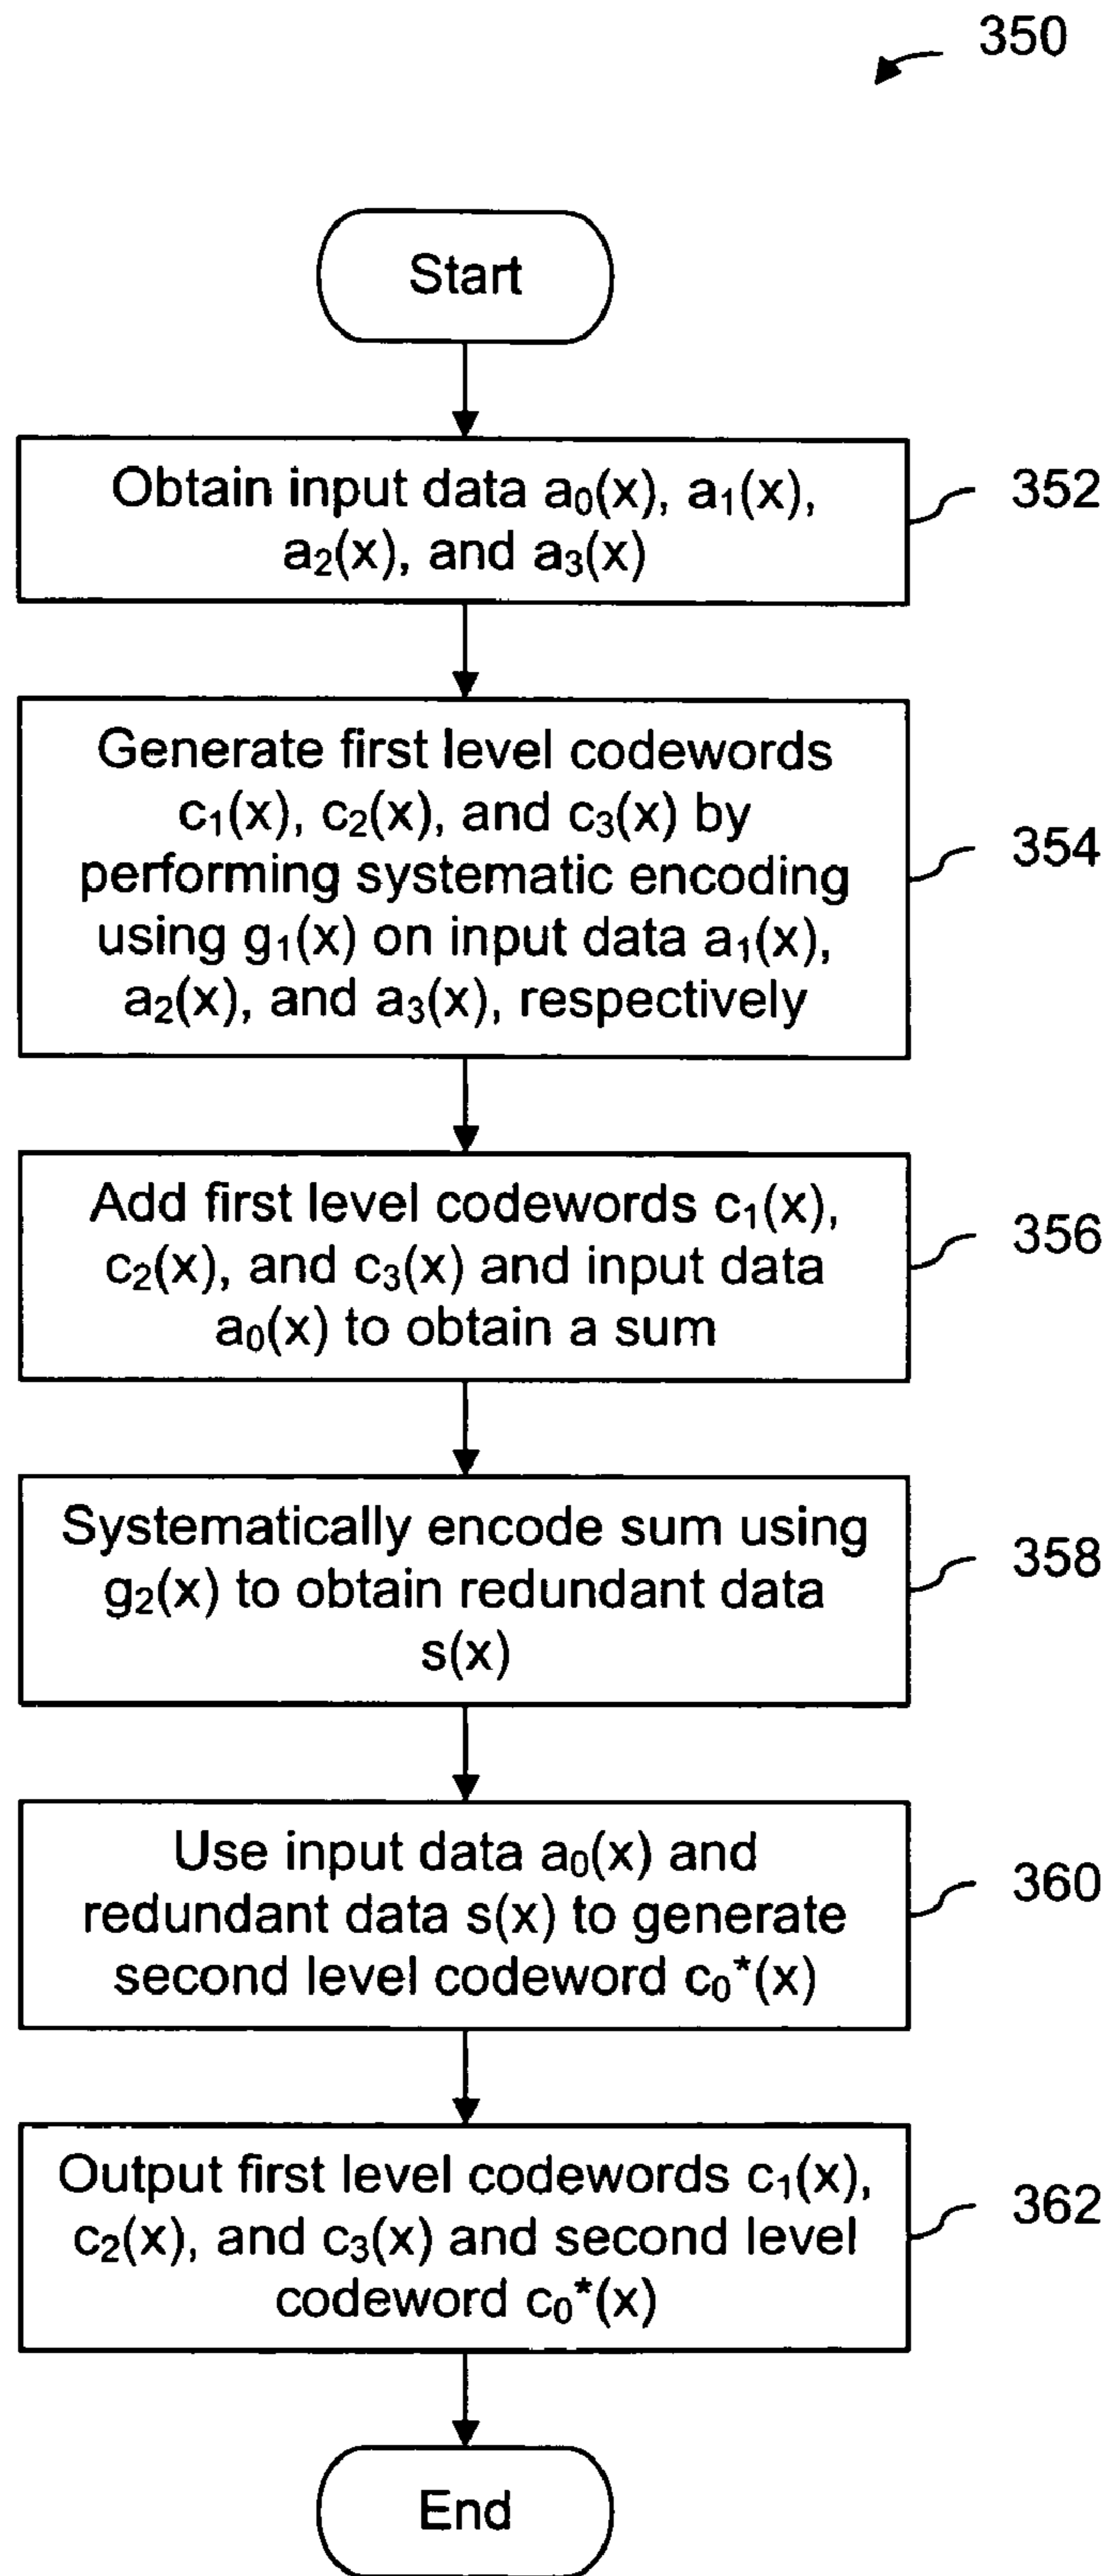 350
Start
Obtain input data a₀(x), a₁(x),
a₂(x), and a₃(x)
352
Generate first level codewords
c₁(x), c₂(x), and c₃(x) by
performing systematic encoding
using g₁(x) on input data a₁(x),
a₂(x), and a₃(x), respectively
354
Add first level codewords c₁(x),
c₂(x), and c₃(x) and input data
a₀(x) to obtain a sum
356
Systematically encode sum using
g₂(x) to obtain redundant data
s(x)
358
Use input data a₀(x) and
redundant data s(x) to generate
second level codeword c₀*(x)
360
Output first level codewords c₁(x),
c₂(x), and c₃(x) and second level
codeword c₀*(x)
362
End